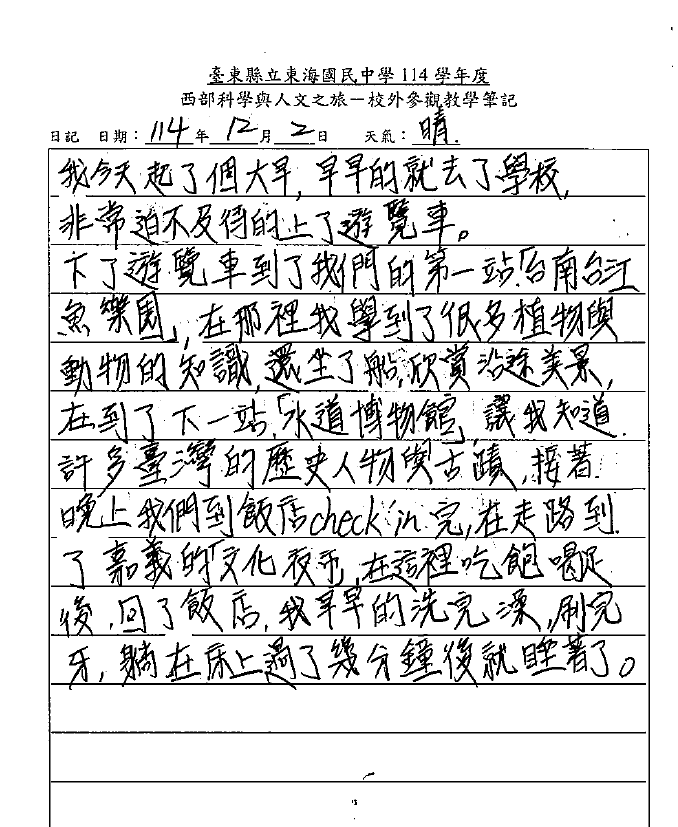 臺東縣立東海國民中學114學年度
西部科學與人文之旅－校外參觀教學筆記
日記 日期：114年12月2日 天氣：晴.
我今天起了個大早，早早的就去了學校，
非常迫不及待的上了遊覽車。
下了遊覽車到了我們的第一站「台南台江
魚樂園」，在那裡我學到了很多植物與
動物的知識，還坐了船，欣賞沿途美景，
在到了下一站，「水道博物館」，讓我知道
許多臺灣的歷史人物與古蹟，接著
晚上我們到飯店check in完，在走路到
了嘉義的「文化夜市」，在這裡吃飽喝足
後，回了飯店，我早早的洗完澡，刷完
牙，躺在床上過了幾分鐘後就睡著了。